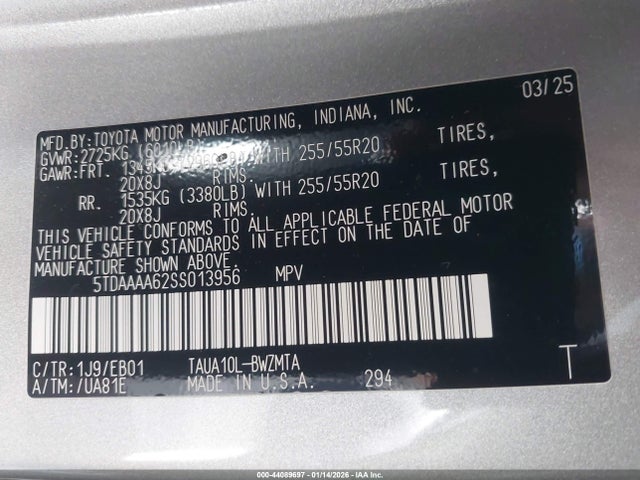 MFD.BY:TOYOTA MOTOR MANUFACTURING, INDIANA, INC. 03/25
GVWR:2725KG (6010LB)
GAWR:FRT. WITH 255/55R20 TIRES,
20X8J RIMS.
RR. 1535KG (3380LB) WITH 255/55R20 TIRES,
20X8J RIMS.
THIS VEHICLE CONFORMS TO ALL APPLICABLE FEDERAL MOTOR
VEHICLE SAFETY STANDARDS IN EFFECT ON THE DATE OF
MANUFACTURE SHOWN ABOVE.
5TDAAAA62SS013956 MPV
C/TR:1J9/EB01 TAUA10L-BWZMTA
A/TM:/UA81E MADE IN U.S.A. 294 T
000-44089697 - 01/14/2026 - IAA Inc.